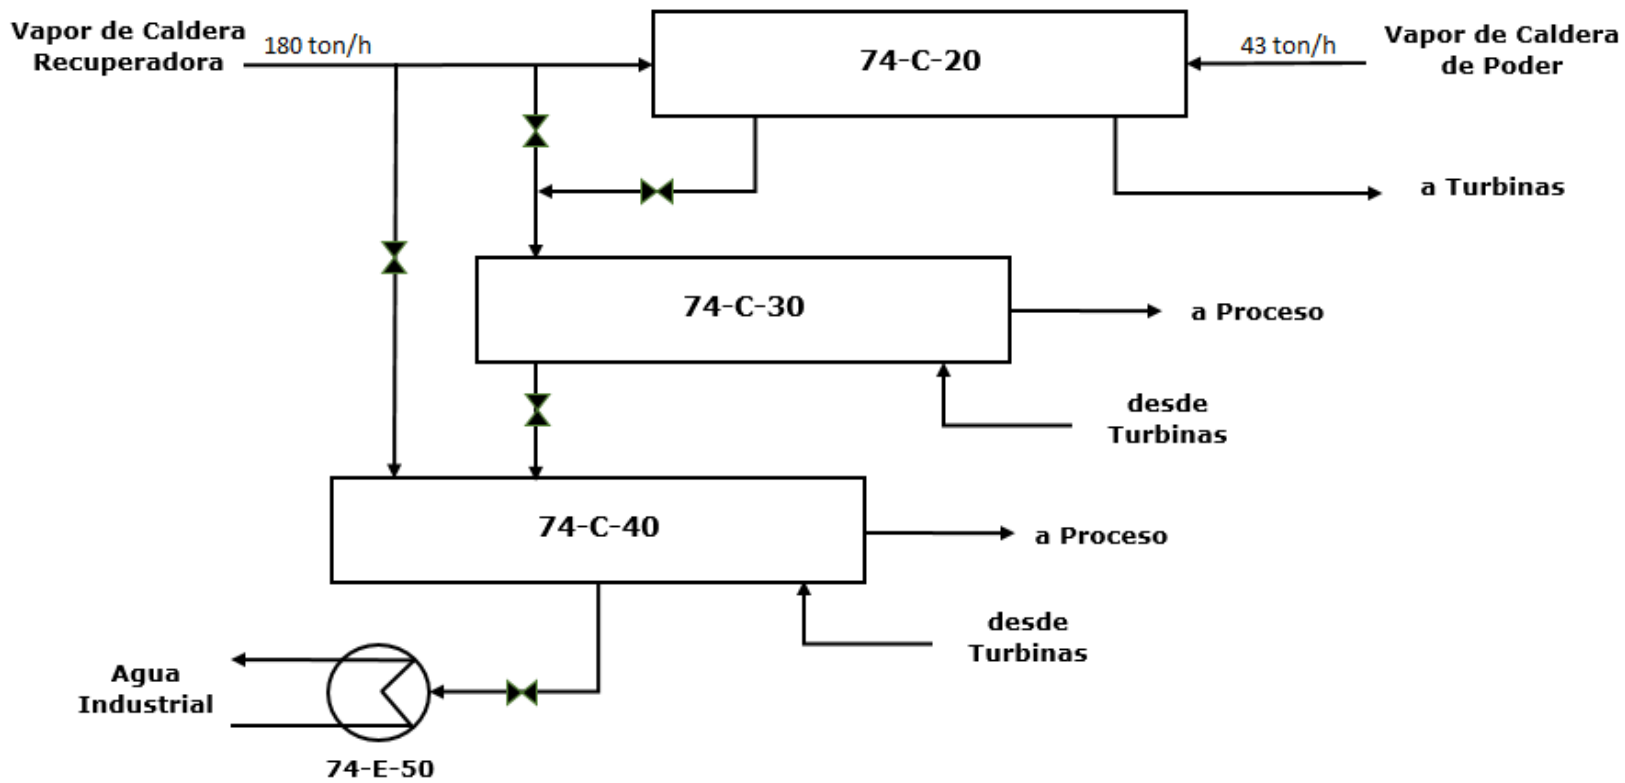 Vapor de Caldera
Recuperadora
180 ton/h
74-C-20
43 ton/h
Vapor de Caldera
de Poder
a Turbinas
74-C-30
a Proceso
desde
Turbinas
74-C-40
a Proceso
desde
Turbinas
Agua
Industrial
74-E-50